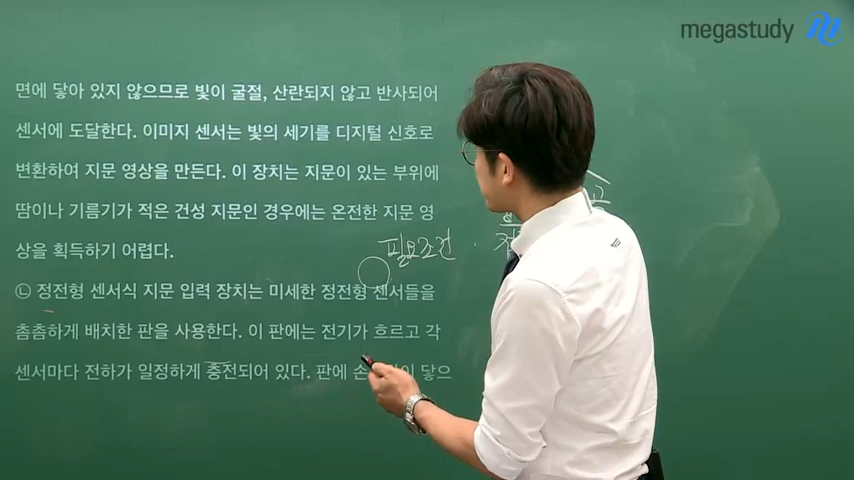 megastudy
면에 닿아 있지 않으므로 빛이 굴절, 산란되지 않고 반사되어
센서에 도달한다. 이미지 센서는 빛의 세기를 디지털 신호로
변환하여 지문 영상을 만든다. 이 장치는 지문이 있는 부위에
땀이나 기름기가 적은 건성 지문인 경우에는 온전한 지문 영
상을 획득하기 어렵다.
필요조건
㉡ 정전형 센서식 지문 입력 장치는 미세한 정전형 센서들을
촘촘하게 배치한 판을 사용한다. 이 판에는 전기가 흐르고 각
센서마다 전하가 일정하게 충전되어 있다. 판에 손 이 닿으